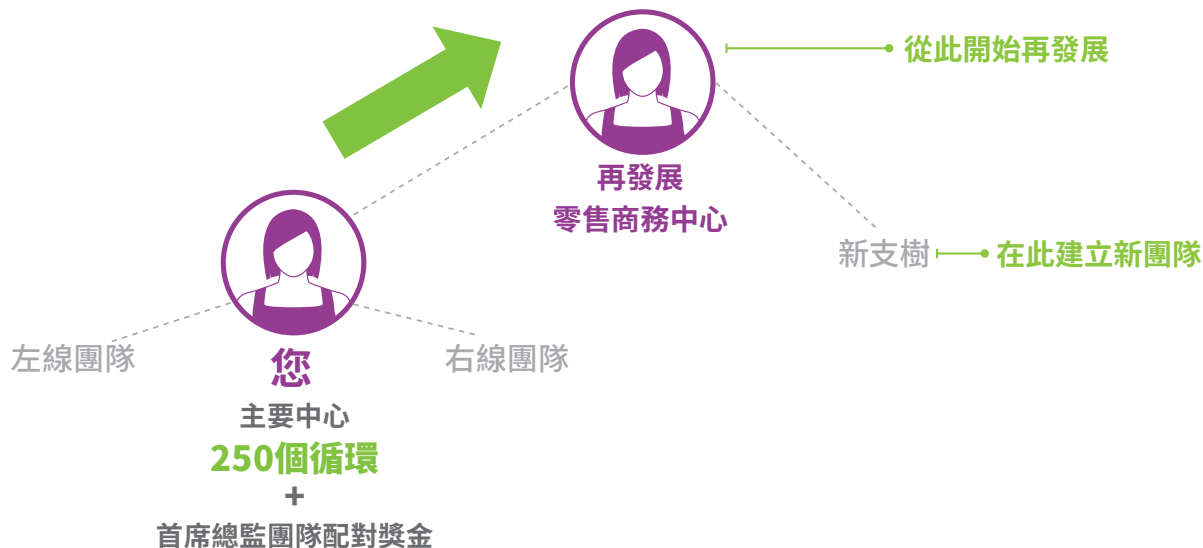 從此開始再發展
再發展
零售商務中心
新支樹
在此建立新團隊
左線團隊
您
右線團隊
主要中心
250個循環
+
首席總監團隊配對獎金